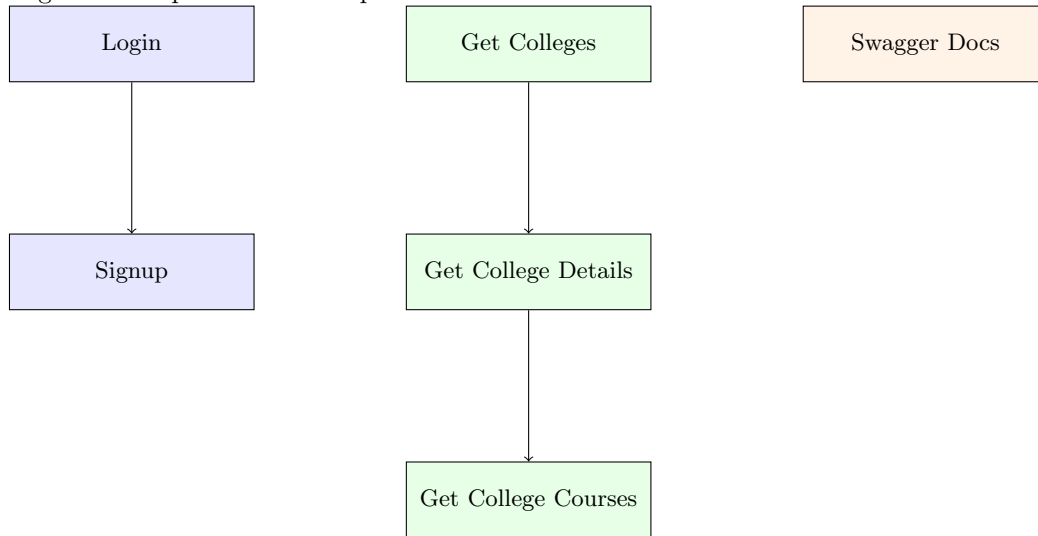 Login
Get Colleges
Swagger Docs
Signup
Get College Details
Get College Courses